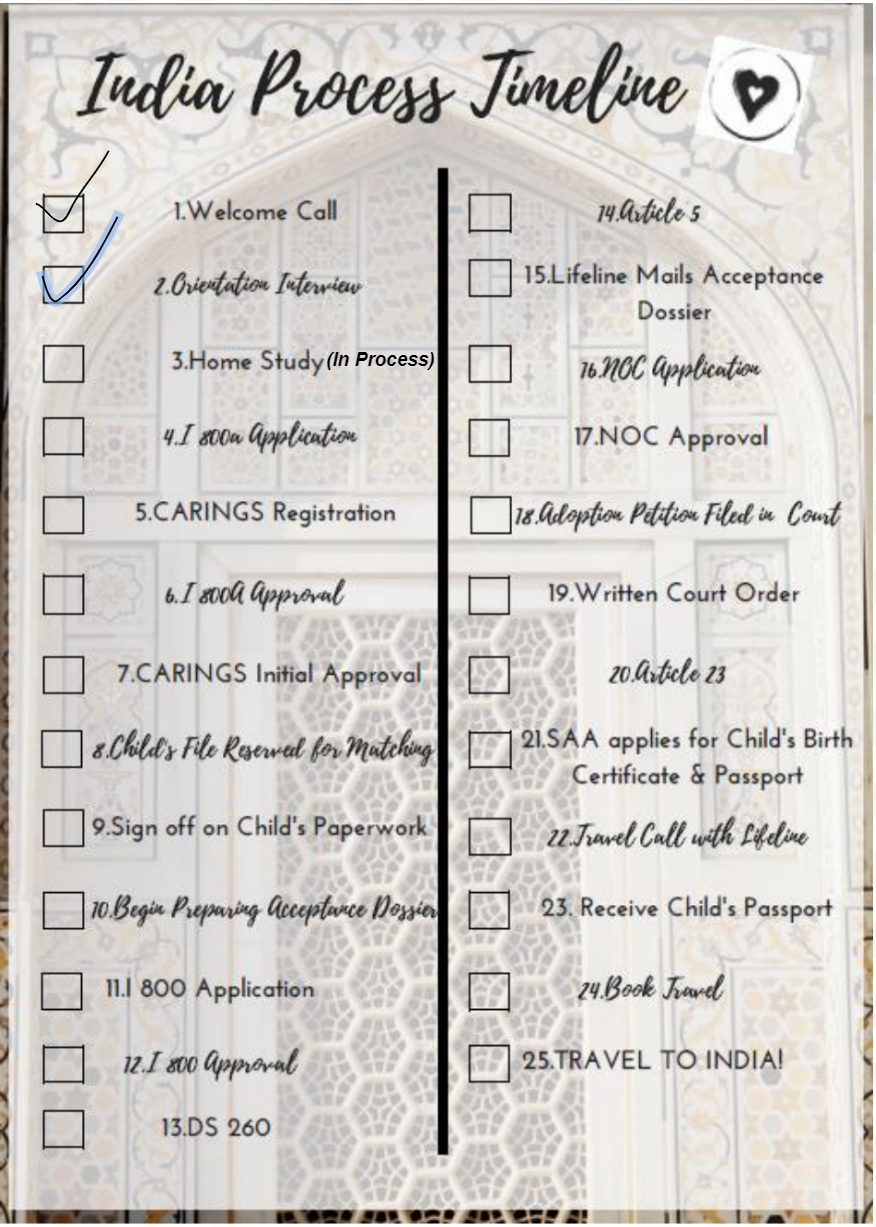 India Process Timeline
1.Welcome Call
2.Orientation Interview
3.Home Study (In Process)
4.I 800a Application
5.CARINGS Registration
6.I 800A Approval
7.CARINGS Initial Approval
8.Child's File Reserved for Matching
9.Sign off on Child's Paperwork
10.Begin Preparing Acceptance Dossier
11.I 800 Application
12.I 800 Approval
13.DS 260
14.Article 5
15.Lifeline Mails Acceptance
Dossier
16.NOC Application
17.NOC Approval
18.Adoption Petition Filed in Court
19.Written Court Order
20.Article 23
21.SAA applies for Child's Birth
Certificate & Passport
22.Travel Call with Lifeline
23. Receive Child's Passport
24.Book Travel
25.TRAVEL TO INDIA!